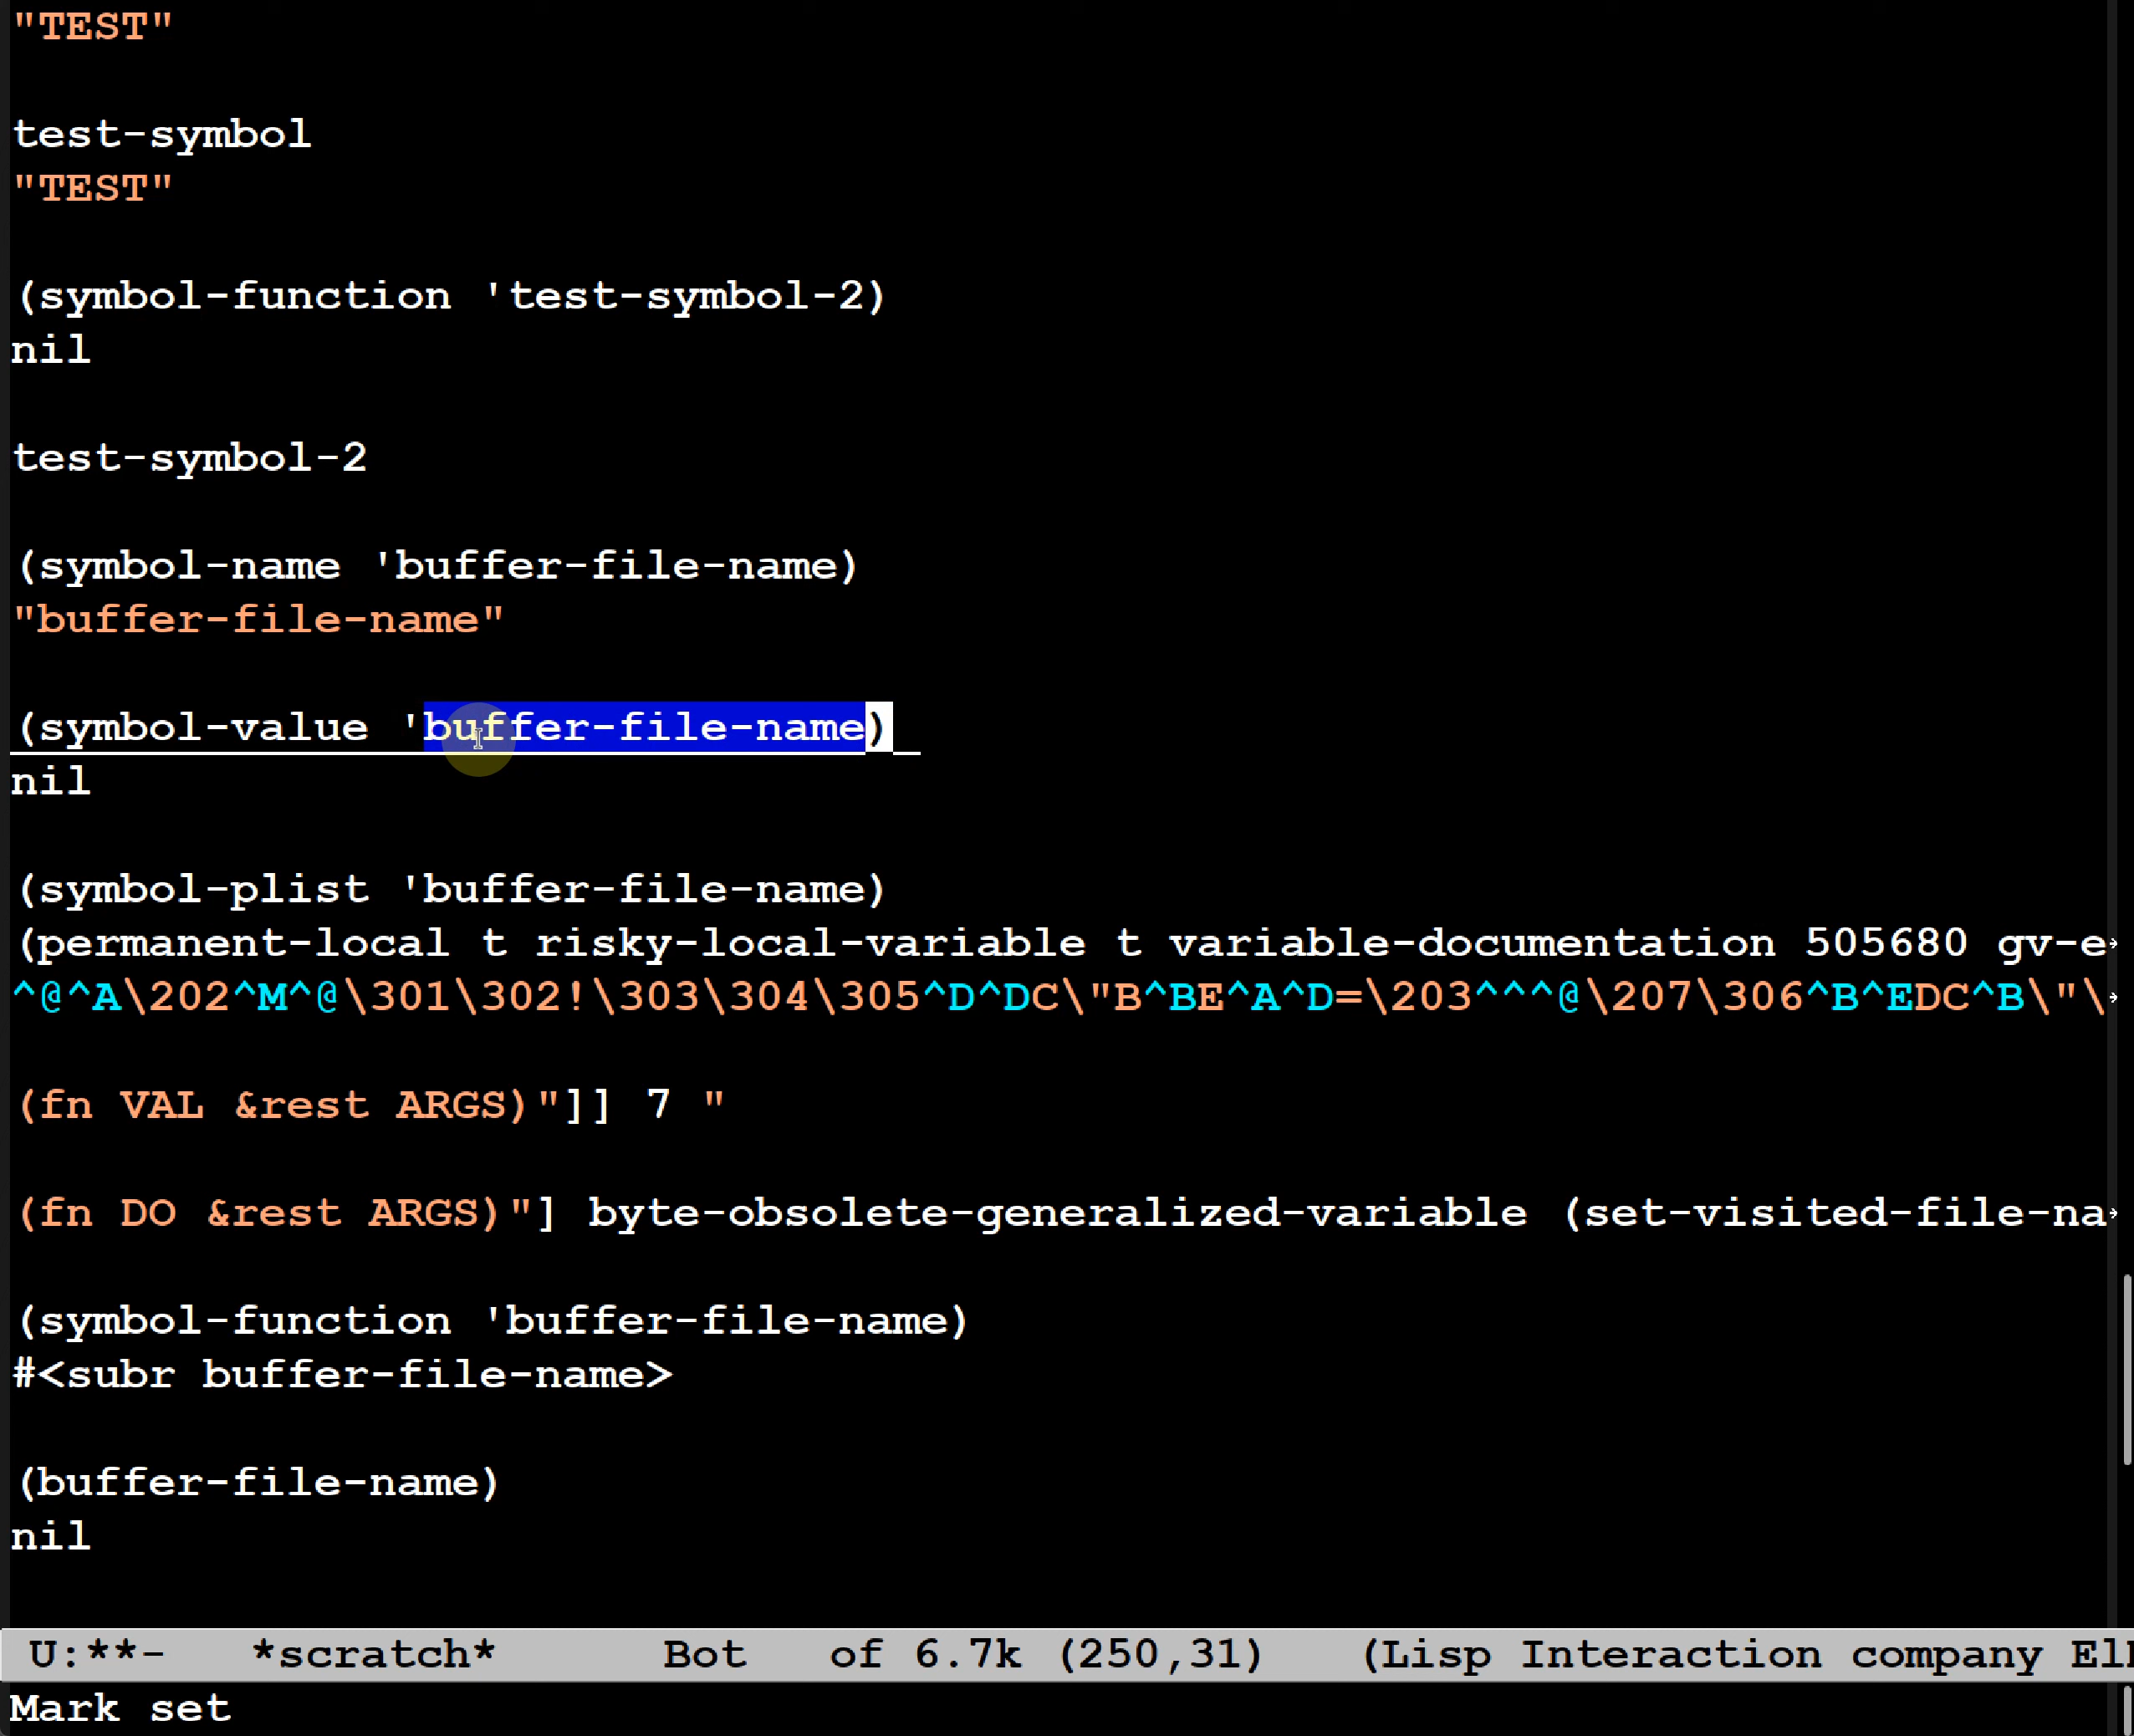 "TEST"
test-symbol
"TEST"
(symbol-function 'test-symbol-2)
nil
test-symbol-2
(symbol-name 'buffer-file-name)
"buffer-file-name"
(symbol-value 'buffer-file-name)
nil
(symbol-plist 'buffer-file-name)
(permanent-local t risky-local-variable t variable-documentation 505680 gv-e
^@^A\202^M^@\301\302!\303\304\305^D^DC\"B^BE^A^D=\203^^^@\207\306^B^EDC^B\"\
(fn VAL &rest ARGS)"]] 7 "
(fn DO &rest ARGS)"] byte-obsolete-generalized-variable (set-visited-file-na
(symbol-function 'buffer-file-name)
#<subr buffer-file-name>
(buffer-file-name)
nil
U:**-   *scratch*      Bot   of 6.7k (250,31)   (Lisp Interaction company El
Mark set